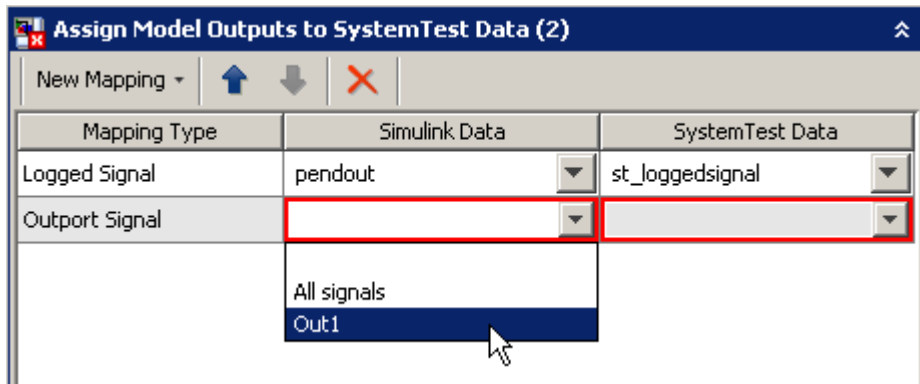 Assign Model Outputs to SystemTest Data (2)
New Mapping
Mapping Type Simulink Data SystemTest Data
Logged Signal pendout st_loggedsignal
Outport Signal
All signals
Out1